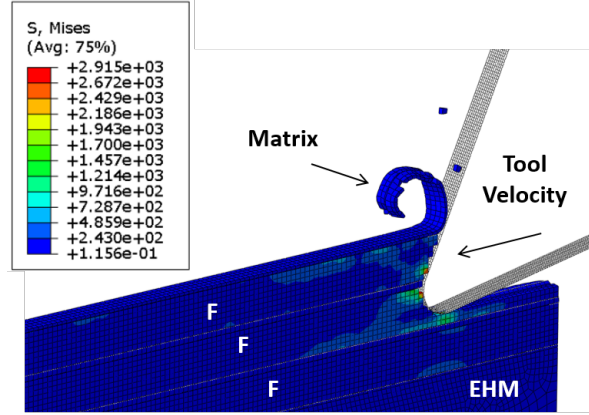 S, Mises
(Avg: 75%)
+2.915e+03
+2.672e+03
+2.429e+03
+2.186e+03
+1.943e+03
+1.700e+03
+1.457e+03
+1.214e+03
+9.716e+02
+7.287e+02
+4.859e+02
+2.430e+02
+1.156e-01
Matrix
Tool
Velocity
F
F
F
EHM